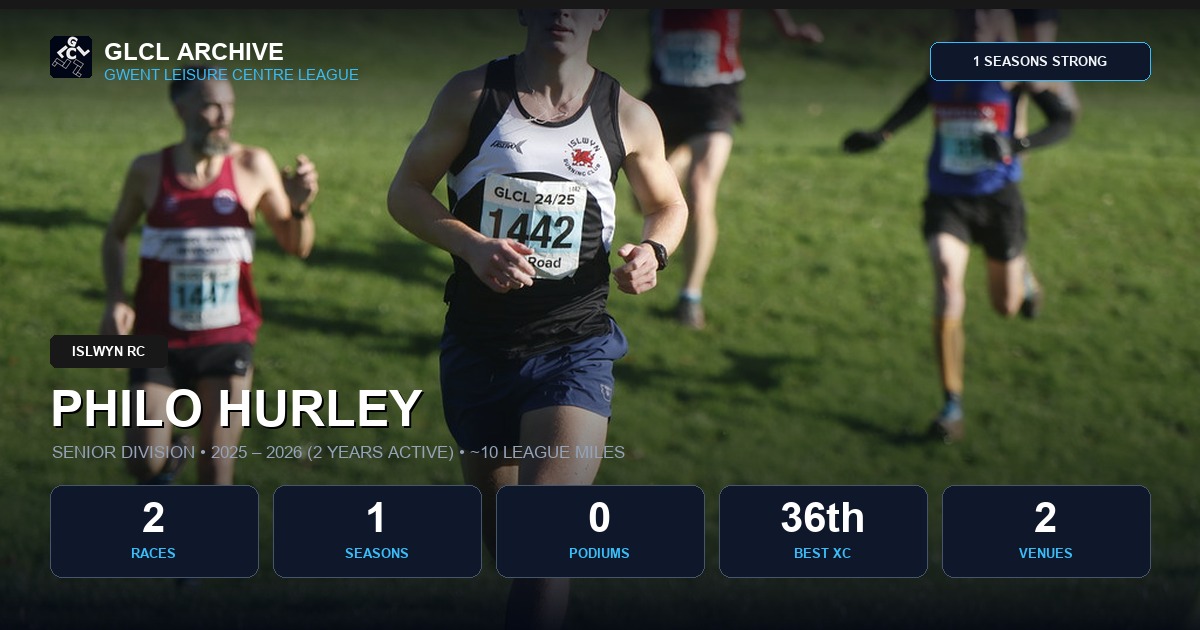 GLCL ARCHIVE
GWENT LEISURE CENTRE LEAGUE
1 SEASONS STRONG
ISLWYN
RUNNING CLUB
GLCL 24/25
1442
Road
1447
ISLWYN RC
PHILO HURLEY
SENIOR DIVISION • 2025 – 2026 (2 YEARS ACTIVE) • ~10 LEAGUE MILES
2
RACES
1
SEASONS
0
PODIUMS
36th
BEST XC
2
VENUES